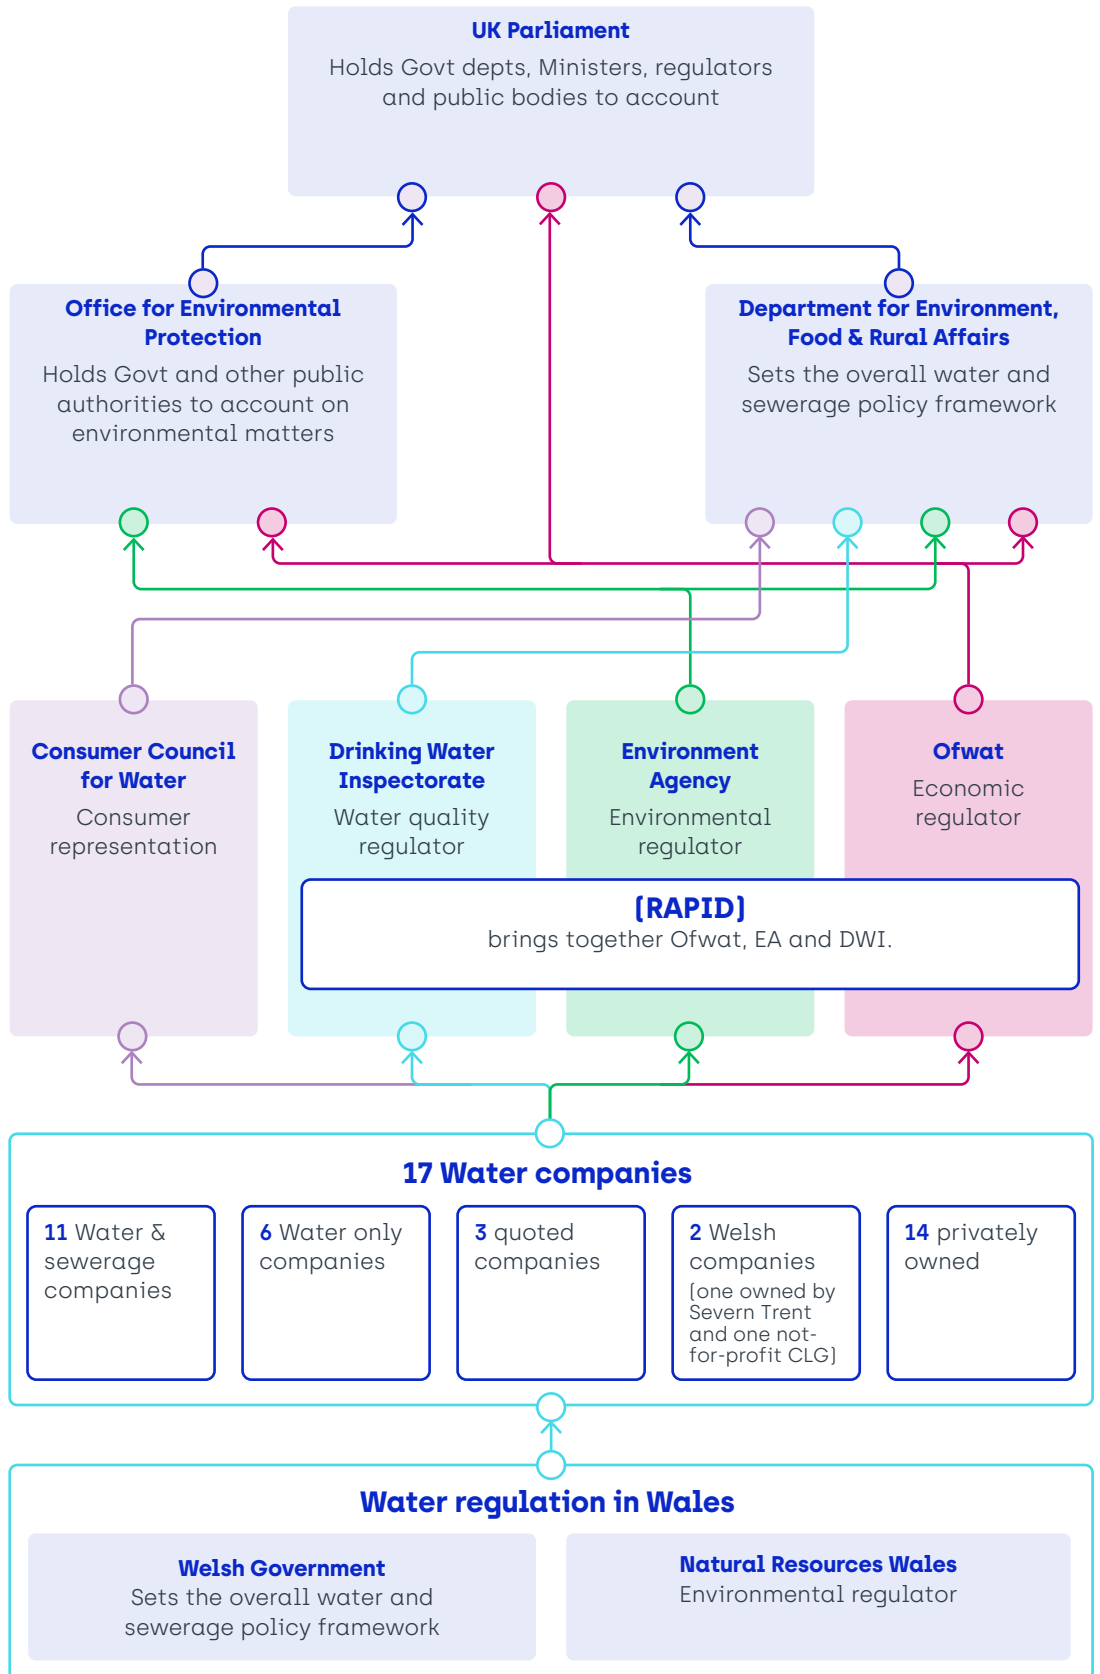 UK Parliament
Holds Govt depts, Ministers, regulators
and public bodies to account
Office for Environmental
Protection
Holds Govt and other public
authorities to account on
environmental matters
Department for Environment,
Food & Rural Affairs
Sets the overall water and
sewerage policy framework
Consumer Council
for Water
Consumer
representation
Drinking Water
Inspectorate
Water quality
regulator
Environment
Agency
Environmental
regulator
Ofwat
Economic
regulator
(RAPID)
brings together Ofwat, EA and DWI.
17 Water companies
11 Water &
sewerage
companies
6 Water only
companies
3 quoted
companies
2 Welsh
companies
(one owned by
Severn Trent
and one not-
for-profit CLG)
14 privately
owned
Water regulation in Wales
Welsh Government
Sets the overall water and
sewerage policy framework
Natural Resources Wales
Environmental regulator